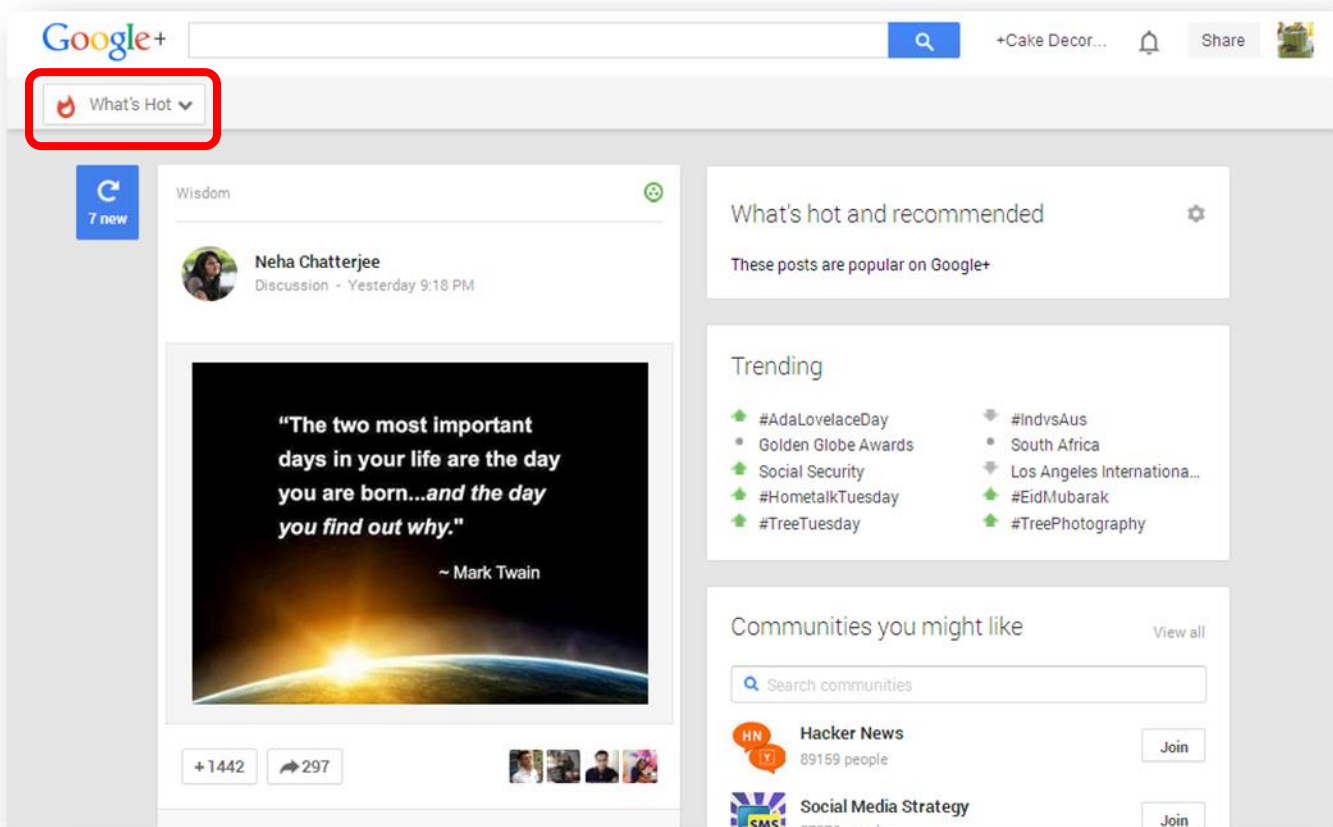 Google+
+Cake Decor...
Share
What's Hot
7 new
Wisdom
Neha Chatterjee
Discussion - Yesterday 9:18 PM
“The two most important
days in your life are the day
you are born...and the day
you find out why."
~ Mark Twain
+1442
297
What's hot and recommended
These posts are popular on Google+
Trending
#AdaLovelaceDay
Golden Globe Awards
Social Security
#HometalkTuesday
#TreeTuesday
#IndvsAus
South Africa
Los Angeles Internationa...
#EidMubarak
#TreePhotography
Communities you might like
View all
Search communities
HN
Y
Hacker News
89159 people
Join
SMS
Social Media Strategy
Join